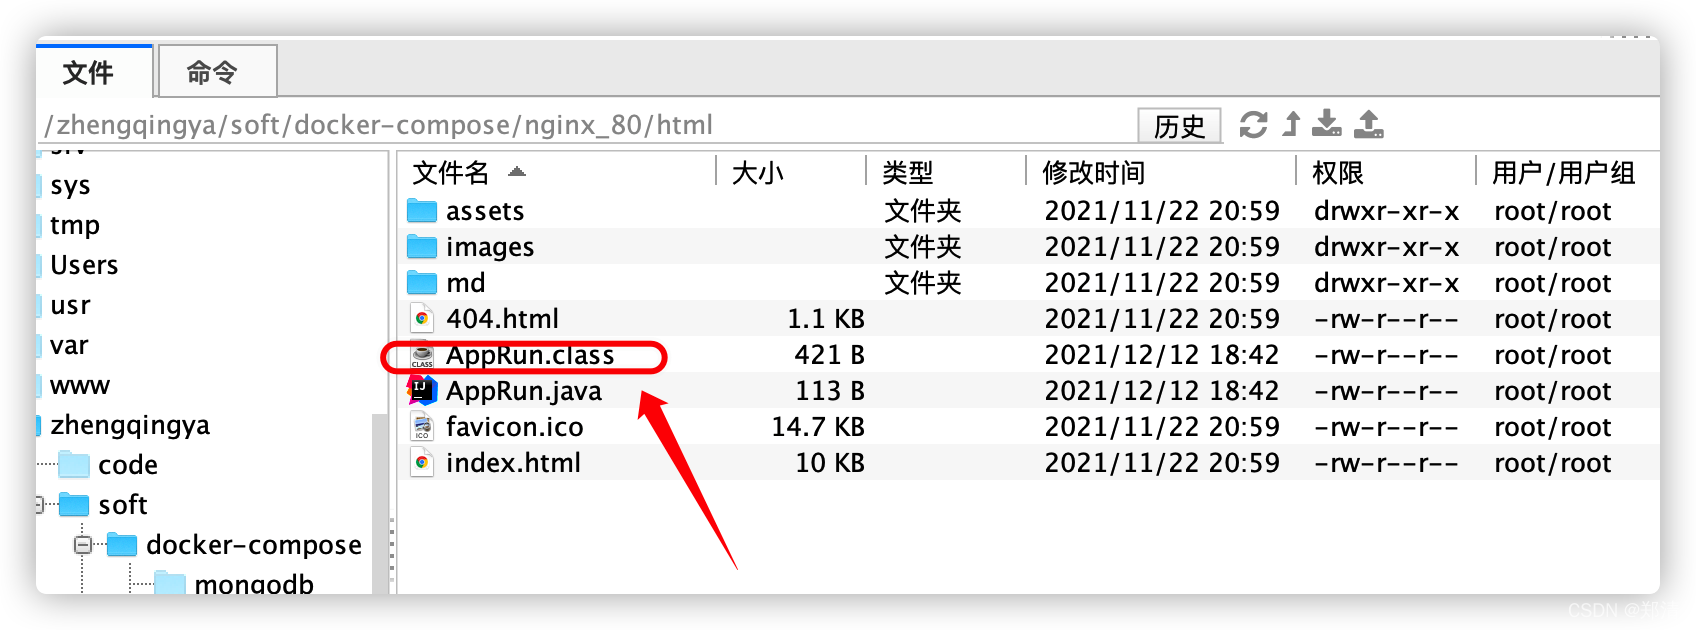 文件 命令
/zhengqingya/soft/docker-compose/nginx_80/html 历史
srv
sys
tmp
Users
usr
var
www
zhengqingya
code
soft
docker-compose
mongodb
文件名 大小 类型 修改时间 权限 用户/用户组
assets 文件夹 2021/11/22 20:59 drwxr-xr-x root/root
images 文件夹 2021/11/22 20:59 drwxr-xr-x root/root
md 文件夹 2021/11/22 20:59 drwxr-xr-x root/root
404.html 1.1 KB 2021/11/22 20:59 -rw-r--r-- root/root
CLASS AppRun.class 421 B 2021/12/12 18:42 -rw-r--r-- root/root
IJ AppRun.java 113 B 2021/12/12 18:42 -rw-r--r-- root/root
ICO favicon.ico 14.7 KB 2021/11/22 20:59 -rw-r--r-- root/root
index.html 10 KB 2021/11/22 20:59 -rw-r--r-- root/root
CSDN @郑